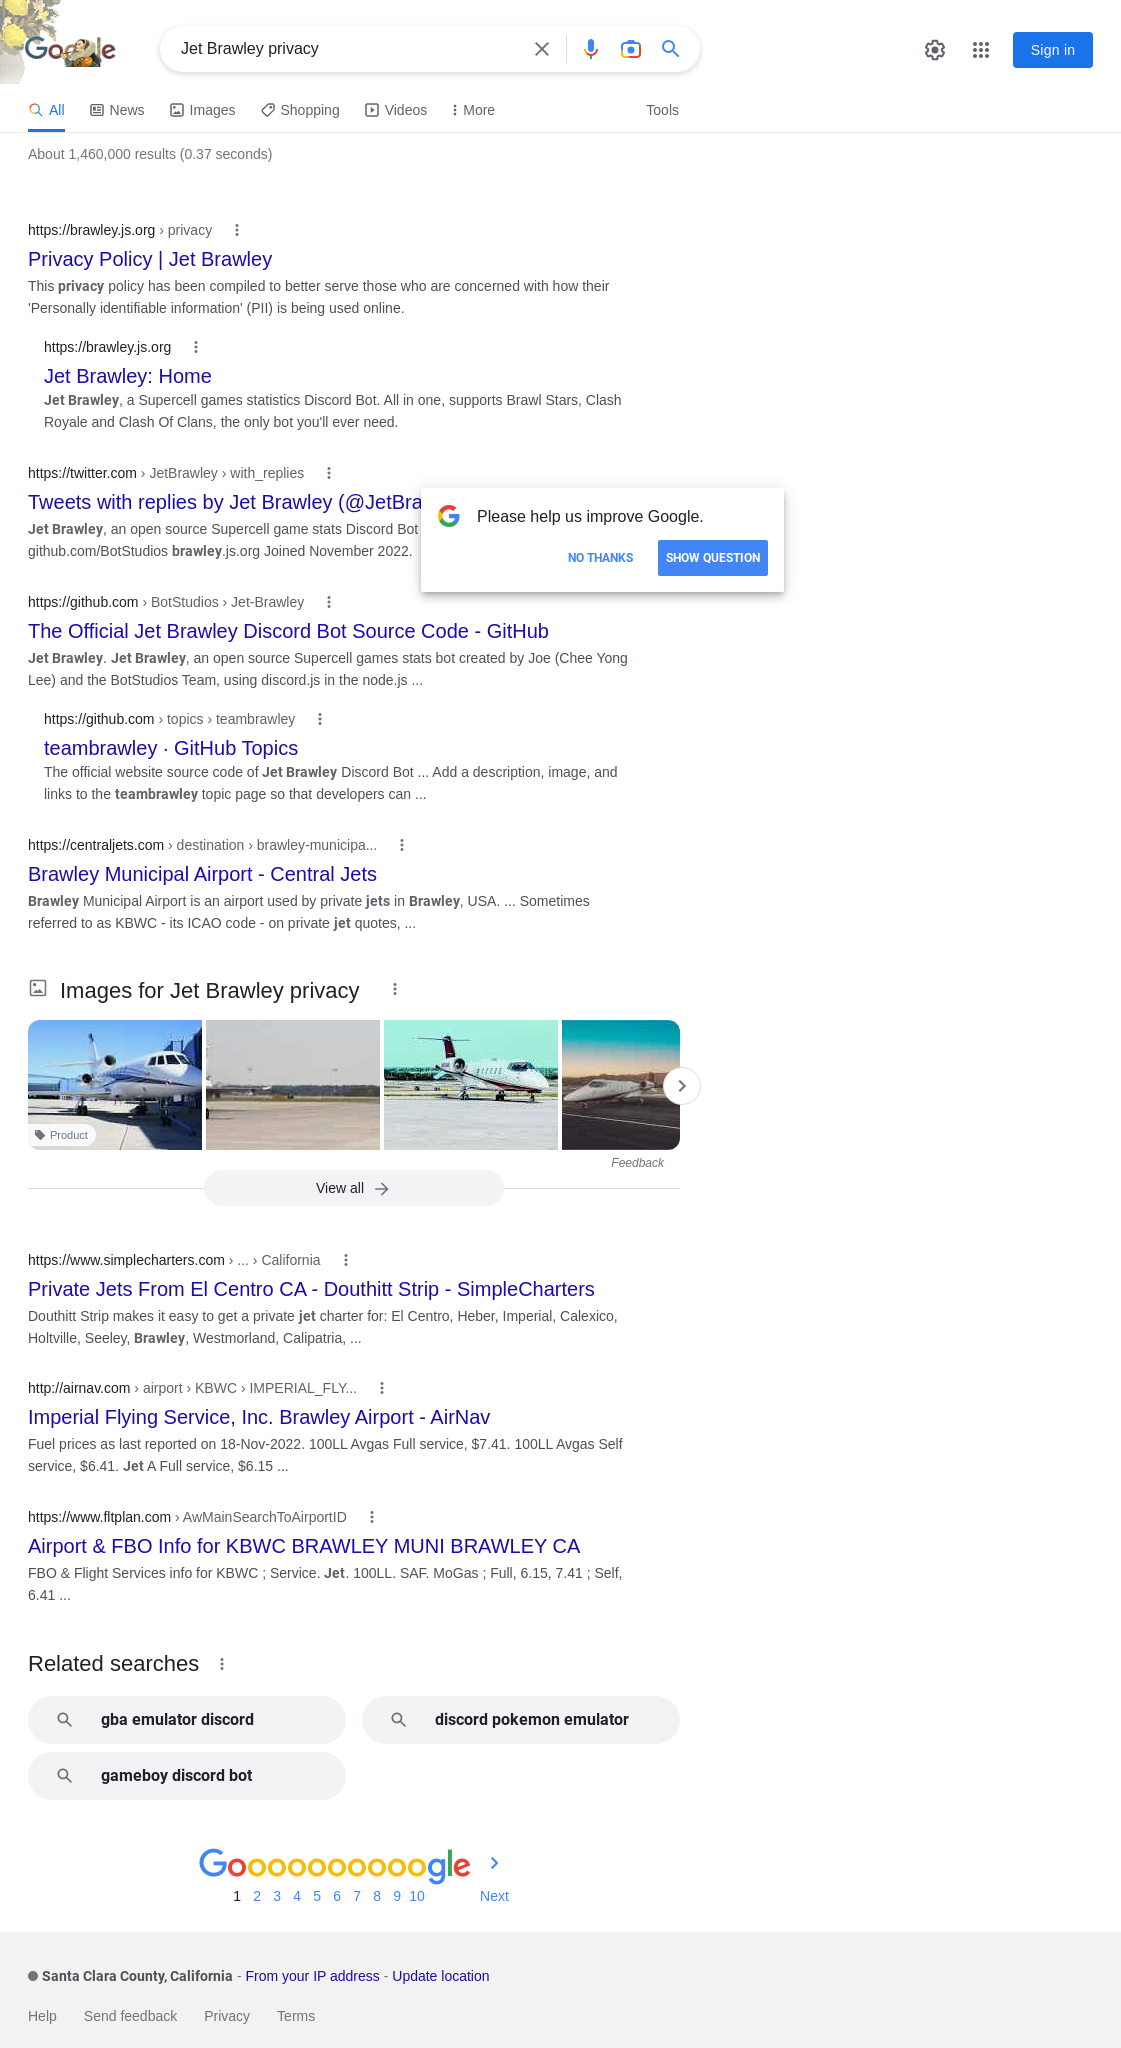 Google
Jet Brawley privacy
Sign in
All
News
Images
Shopping
Videos
More
Tools
About 1,460,000 results (0.37 seconds)
https://brawley.js.org › privacy
Privacy Policy | Jet Brawley
This privacy policy has been compiled to better serve those who are concerned with how their
'Personally identifiable information' (PII) is being used online.
https://brawley.js.org
Jet Brawley: Home
Jet Brawley, a Supercell games statistics Discord Bot. All in one, supports Brawl Stars, Clash
Royale and Clash Of Clans, the only bot you'll ever need.
https://twitter.com › JetBrawley › with_replies
Tweets with replies by Jet Brawley (@JetBra
Jet Brawley, an open source Supercell game stats Discord Bot
github.com/BotStudios brawley.js.org Joined November 2022.
Please help us improve Google.
NO THANKS
SHOW QUESTION
https://github.com › BotStudios › Jet-Brawley
The Official Jet Brawley Discord Bot Source Code - GitHub
Jet Brawley. Jet Brawley, an open source Supercell games stats bot created by Joe (Chee Yong
Lee) and the BotStudios Team, using discord.js in the node.js ...
https://github.com › topics › teambrawley
teambrawley · GitHub Topics
The official website source code of Jet Brawley Discord Bot ... Add a description, image, and
links to the teambrawley topic page so that developers can ...
https://centraljets.com › destination › brawley-municipa...
Brawley Municipal Airport - Central Jets
Brawley Municipal Airport is an airport used by private jets in Brawley, USA. ... Sometimes
referred to as KBWC - its ICAO code - on private jet quotes, ...
Images for Jet Brawley privacy
Product
Feedback
View all
https://www.simplecharters.com › ... › California
Private Jets From El Centro CA - Douthitt Strip - SimpleCharters
Douthitt Strip makes it easy to get a private jet charter for: El Centro, Heber, Imperial, Calexico,
Holtville, Seeley, Brawley, Westmorland, Calipatria, ...
http://airnav.com › airport › KBWC › IMPERIAL_FLY...
Imperial Flying Service, Inc. Brawley Airport - AirNav
Fuel prices as last reported on 18-Nov-2022. 100LL Avgas Full service, $7.41. 100LL Avgas Self
service, $6.41. Jet A Full service, $6.15 ...
https://www.fltplan.com › AwMainSearchToAirportID
Airport & FBO Info for KBWC BRAWLEY MUNI BRAWLEY CA
FBO & Flight Services info for KBWC ; Service. Jet. 100LL. SAF. MoGas ; Full, 6.15, 7.41 ; Self,
6.41 ...
Related searches
gba emulator discord
discord pokemon emulator
gameboy discord bot
Goooooooooogle
1 2 3 4 5 6 7 8 9 10 Next
Santa Clara County, California - From your IP address - Update location
Help Send feedback Privacy Terms